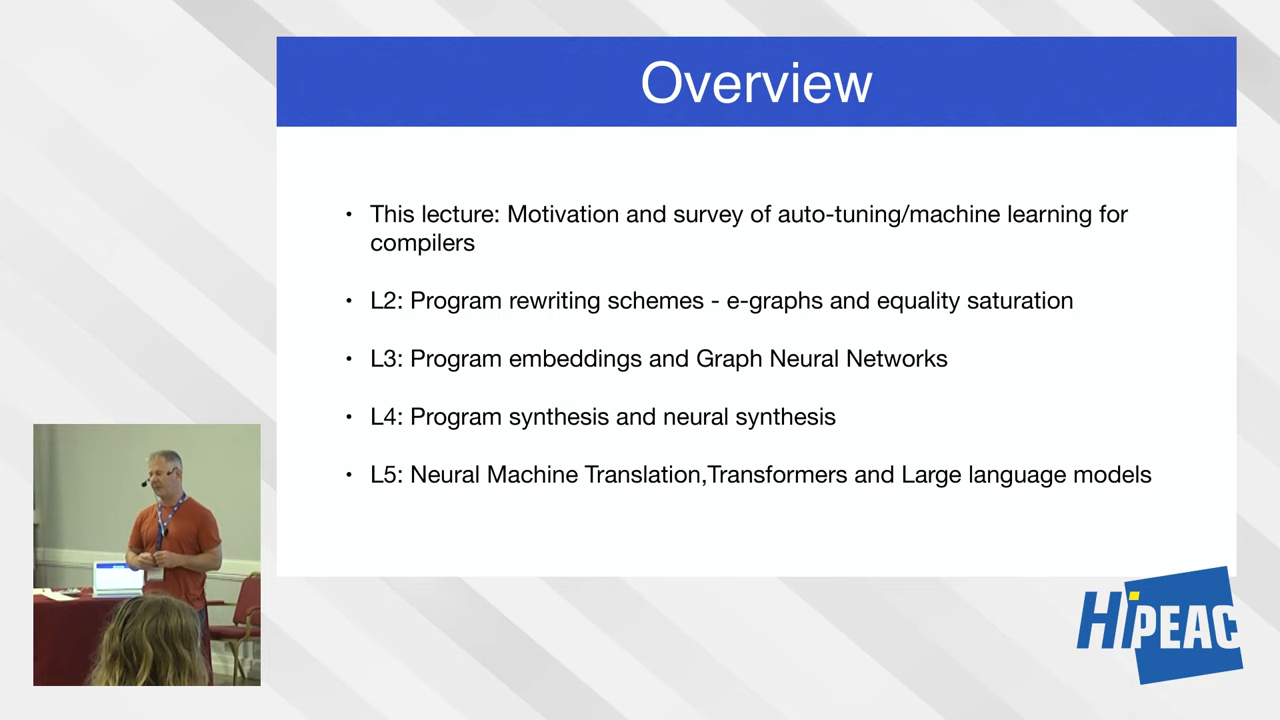 Overview
• This lecture: Motivation and survey of auto-tuning/machine learning for
compilers
• L2: Program rewriting schemes - e-graphs and equality saturation
• L3: Program embeddings and Graph Neural Networks
• L4: Program synthesis and neural synthesis
• L5: Neural Machine Translation,Transformers and Large language models
HiPEAC